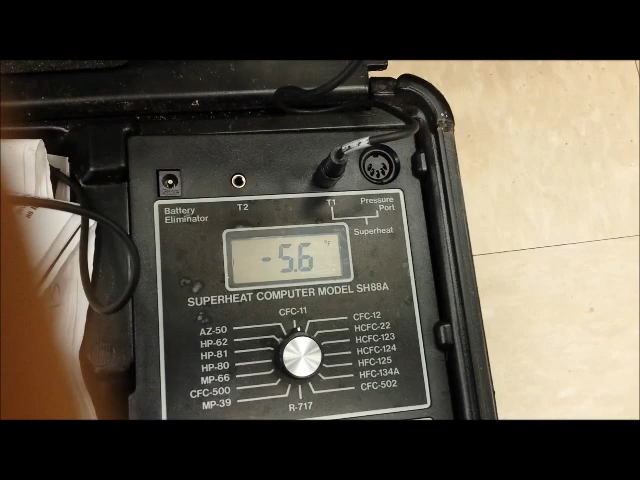 Battery
Eliminator
T2
T1
Pressure
Port
Superheat
-5.6 °F
SUPERHEAT COMPUTER MODEL SH88A
CFC-11
AZ-50
HP-62
HP-81
HP-80
MP-66
CFC-500
MP-39
R-717
CFC-12
HCFC-22
HCFC-123
HCFC-124
HFC-125
HFC-134A
CFC-502